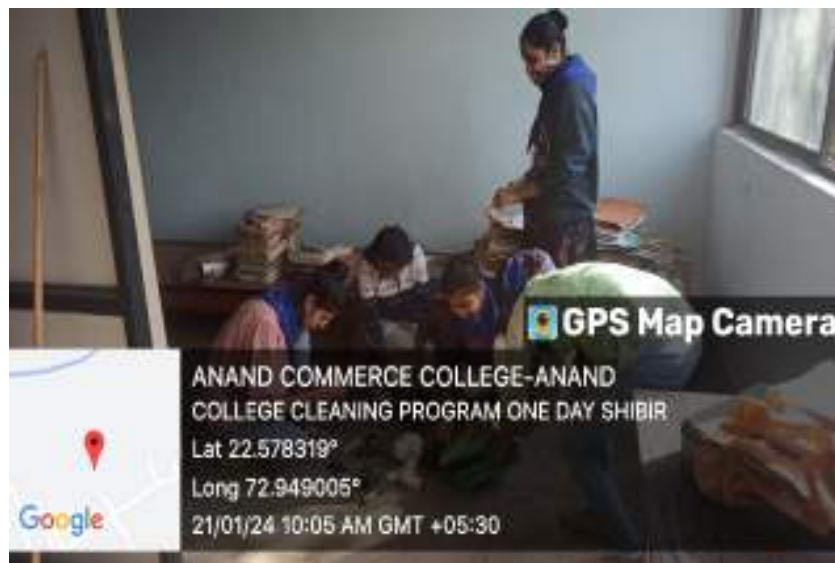 GPS Map Camera
ANAND COMMERCE COLLEGE-ANAND
COLLEGE CLEANING PROGRAM ONE DAY SHIBIR
Lat 22.578319°
Long 72.949005°
21/01/24 10:05 AM GMT +05:30
Google